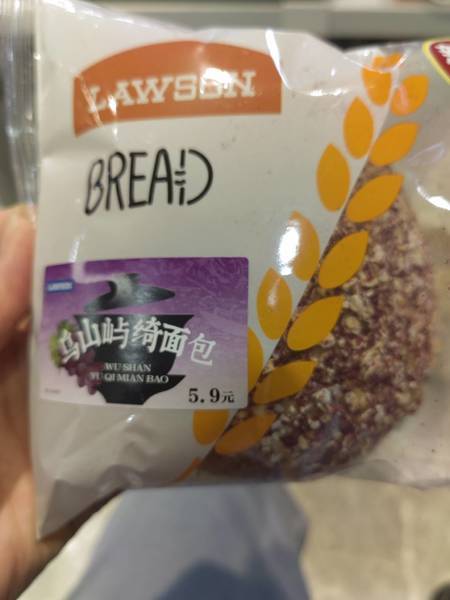 LAWSON
BREAD
LAWSON
乌山屿绮面包
WU SHAN
YU QI MIAN BAO
5.9元